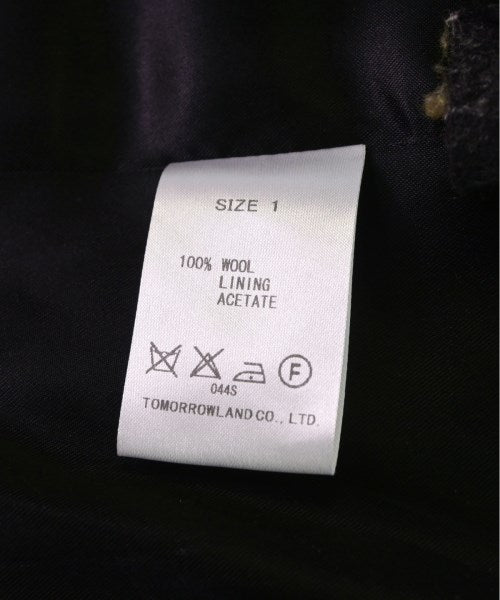 SIZE 1
100% WOOL
LINING
ACETATE
F
044S
TOMORROWLAND CO., LTD.